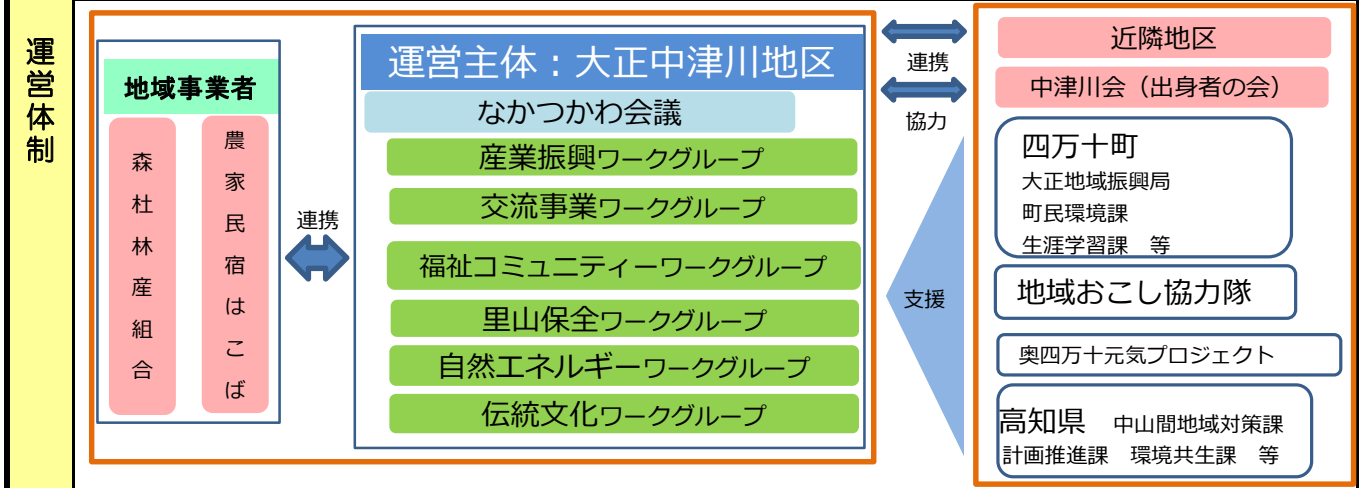 運営体制
地域事業者
森杜林産組合
農家民宿はこば
連携
運営主体：大正中津川地区
なかつかわ会議
産業振興ワークグループ
交流事業ワークグループ
福祉コミュニティーワークグループ
里山保全ワークグループ
自然エネルギーワークグループ
伝統文化ワークグループ
連携
協力
支援
近隣地区
中津川会（出身者の会）
四万十町
大正地域振興局
町民環境課
生涯学習課　等
地域おこし協力隊
奥四万十元気プロジェクト
高知県　中山間地域対策課
計画推進課　環境共生課　等